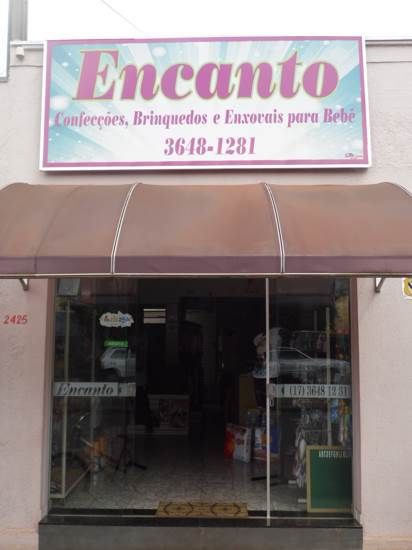 Encanto
Confecções, Brinquedos e Enxovais para Bebê
3648-1281
2425
Encanto
(17) 3648 1281